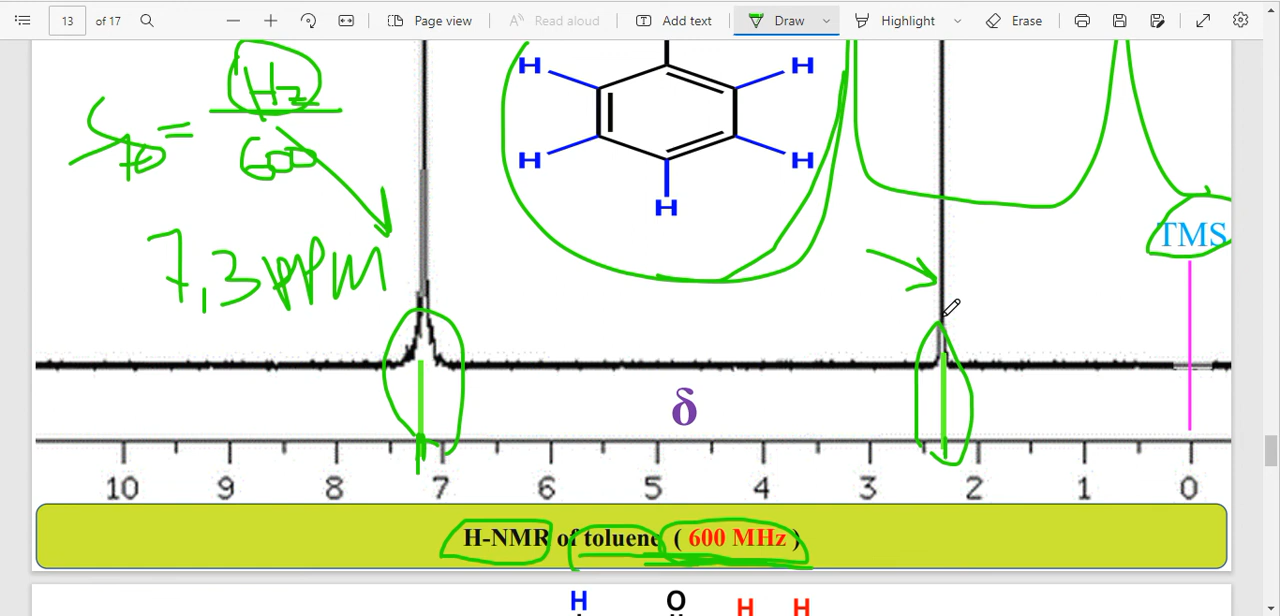 13 of 17 Page view Read aloud Add text Draw Highlight Erase
Hz
600
7,3 ppm
H H
H H
H
TMS
δ
10 9 8 7 6 5 4 3 2 1 0
H-NMR of toluene ( 600 MHz )
H O H H